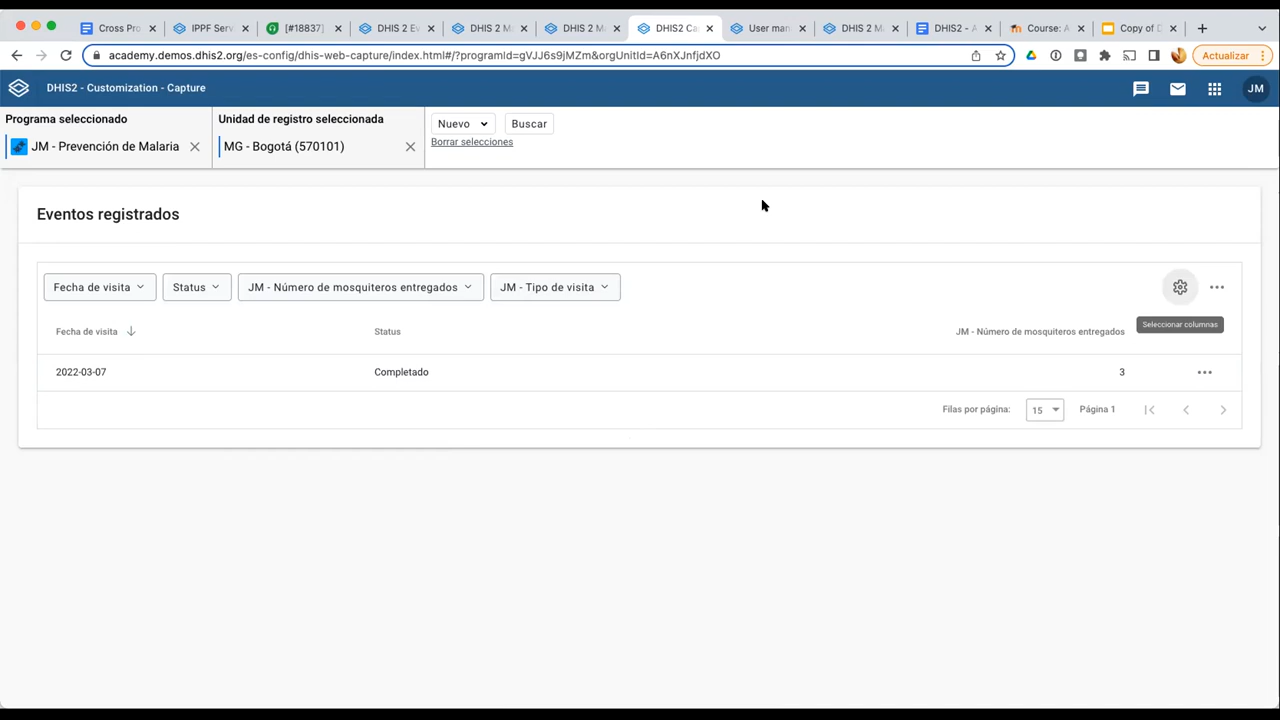 Cross Pro
IPPF Serv
[#18837]
DHIS 2 Ev
DHIS 2 Ma
DHIS 2 Ma
DHIS2 Ca
User man
DHIS 2 M
DHIS2 - A
Course: A
Copy of D
academy.demos.dhis2.org/es-config/dhis-web-capture/index.html#/?programId=gVJJ6s9jMZm&orgUnitId=A6nXJnfjdXO
Actualizar
DHIS2 - Customization - Capture
JM
Programa seleccionado
Unidad de registro seleccionada
JM - Prevención de Malaria
MG - Bogotá (570101)
Nuevo
Buscar
Borrar selecciones
Eventos registrados
Fecha de visita
Status
JM - Número de mosquiteros entregados
JM - Tipo de visita
Seleccionar columnas
Fecha de visita
Status
JM - Número de mosquiteros entregados
2022-03-07
Completado
3
Filas por página:
15
Página 1